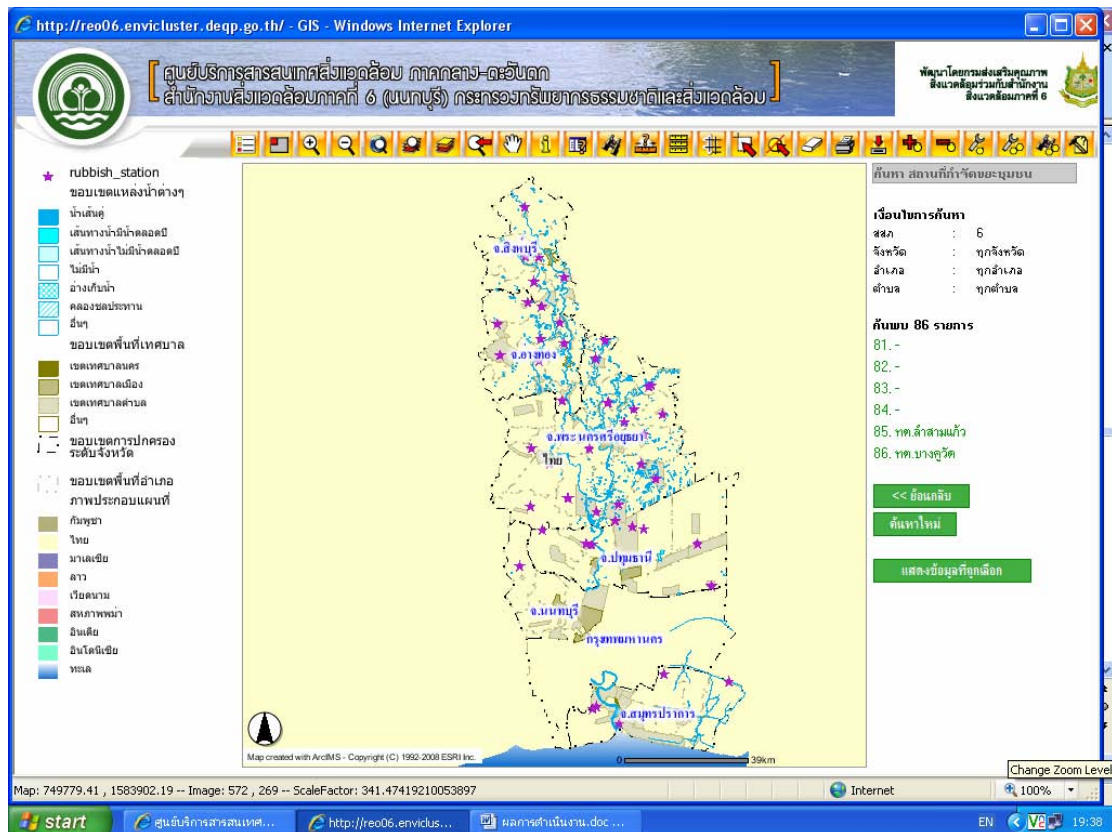 http://reo06.envicluster.deqp.go.th/ - GIS - Windows Internet Explorer
ศูนย์บริการสารสนเทศสิ่งแวดล้อม ภาคกลาง-ตะวันตก
สำนักงานสิ่งแวดล้อมภาคที่ 6 (นนทบุรี) กระทรวงทรัพยากรธรรมชาติและสิ่งแวดล้อม
พัฒนาโดยกรมส่งเสริมคุณภาพ
สิ่งแวดล้อมร่วมกับสำนักงาน
สิ่งแวดล้อมภาคที่ 6
rubbish_station
ขอบเขตแหล่งน้ำต่างๆ
น้ำเส้นคู่
เส้นทางน้ำมีน้ำตลอดปี
เส้นทางน้ำไม่มีน้ำตลอดปี
ไม่มีน้ำ
อ่างเก็บน้ำ
คลองชลประทาน
อื่นๆ
ขอบเขตพื้นที่เทศบาล
เขตเทศบาลนคร
เขตเทศบาลเมือง
เขตเทศบาลตำบล
อื่นๆ
ขอบเขตการปกครอง
ระดับจังหวัด
ขอบเขตพื้นที่อำเภอ
ภาพประกอบแผนที่
กัมพูชา
ไทย
มาเลเซีย
ลาว
เวียดนาม
สหภาพพม่า
อินเดีย
อินโดนีเซีย
ทะเล
จ.สิงห์บุรี
จ.อ่างทอง
จ.พระนครศรีอยุธยา
ไทย
จ.ปทุมธานี
จ.นนทบุรี
กรุงเทพมหานคร
จ.สมุทรปราการ
Map created with ArcIMS - Copyright (C) 1992-2008 ESRI Inc.
0 39km
ค้นหา สถานที่กำจัดขยะชุมชน
เงื่อนไขการค้นหา
สสภ : 6
จังหวัด : ทุกจังหวัด
อำเภอ : ทุกอำเภอ
ตำบล : ทุกตำบล
ค้นพบ 86 รายการ
81. -
82. -
83. -
84. -
85. ทต.ลำสามแก้ว
86. ทต.บางคูวัด
<< ย้อนกลับ
ค้นหาใหม่
แสดงข้อมูลที่ถูกเลือก
Change Zoom Level
Map: 749779.41 , 1583902.19 -- Image: 572 , 269 -- ScaleFactor: 341.47419210053897
Internet
100%
start
ศูนย์บริการสารสนเทศ...
http://reo06.enviclus...
ผลการดำเนินงาน.doc ...
EN
19:38